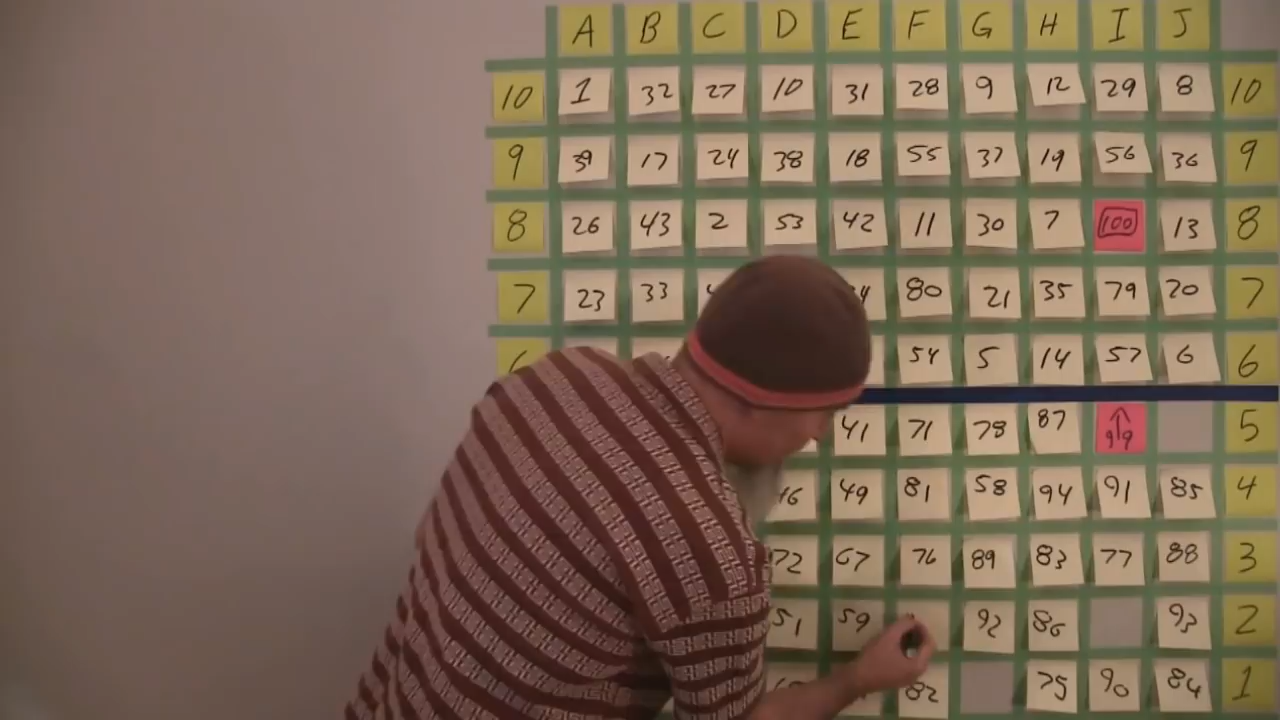 A B C D E F G H I J
10 1 32 27 10 31 28 9 12 29 8 10
9 39 17 24 38 18 55 37 19 56 36 9
8 26 43 2 53 42 11 30 7 100 13 8
7 23 33 80 21 35 79 20 7
54 5 14 57 6 6
41 71 78 87 99 5
49 81 58 94 91 85 4
72 67 76 89 83 77 88 3
51 59 92 86 93 2
82 75 90 84 1